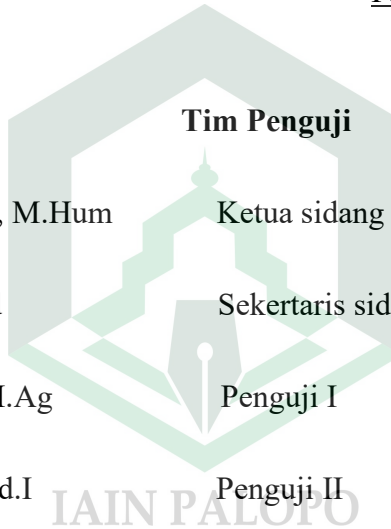 Tim Penguji
, M.Hum Ketua sidang
Sekertaris sid
.Ag Penguji I
d.I Penguji II
IAIN PALOPO